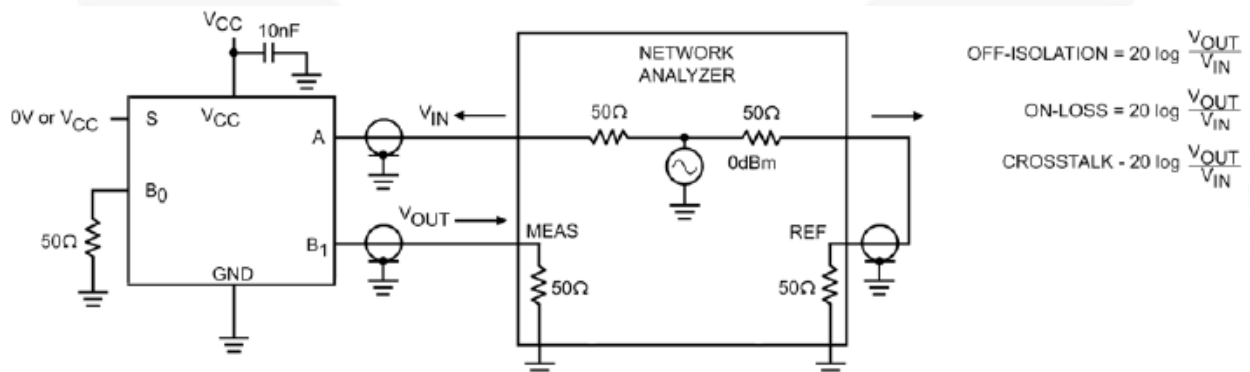 VCC
10nF
NETWORK
ANALYZER
OFF-ISOLATION = 20 log VOUT/VIN
ON-LOSS = 20 log VOUT/VIN
CROSSTALK - 20 log VOUT/VIN
0V or VCC
S
VCC
A
VIN
50Ω
50Ω
0dBm
B0
50Ω
VOUT
MEAS
REF
B1
GND
50Ω
50Ω